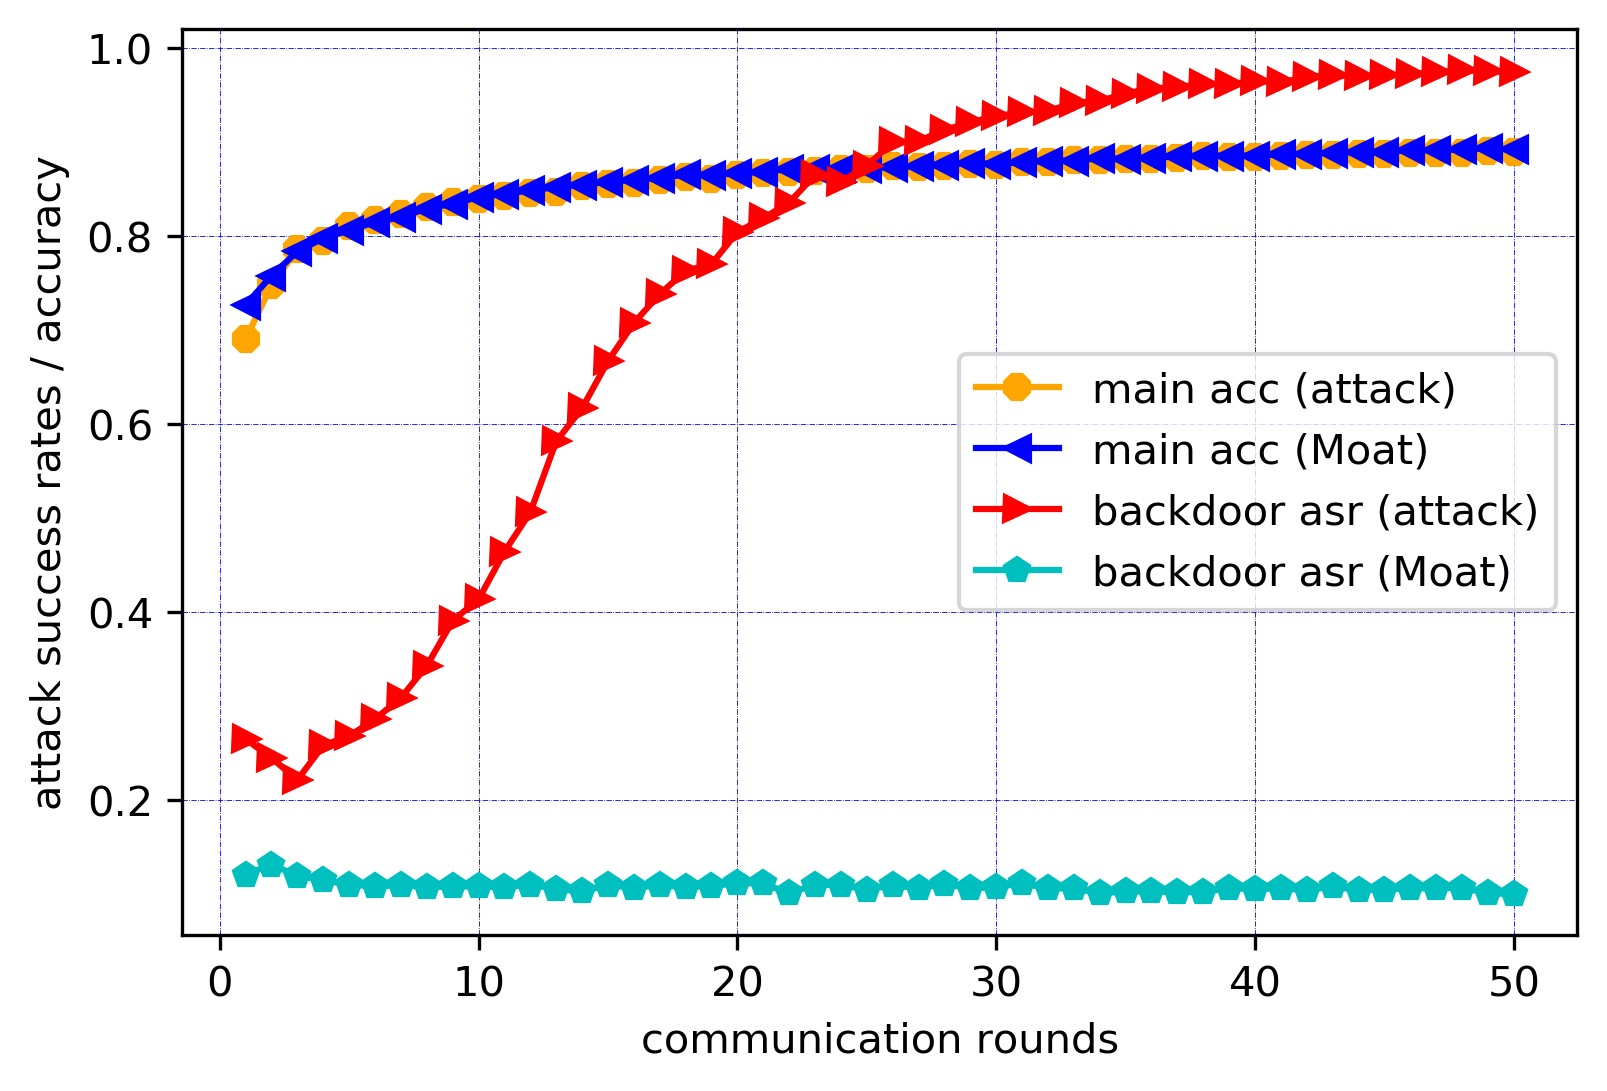 attack success rates / accuracy
1.0
0.8
0.6
0.4
0.2
main acc (attack)
main acc (Moat)
backdoor asr (attack)
backdoor asr (Moat)
0 10 20 30 40 50
communication rounds